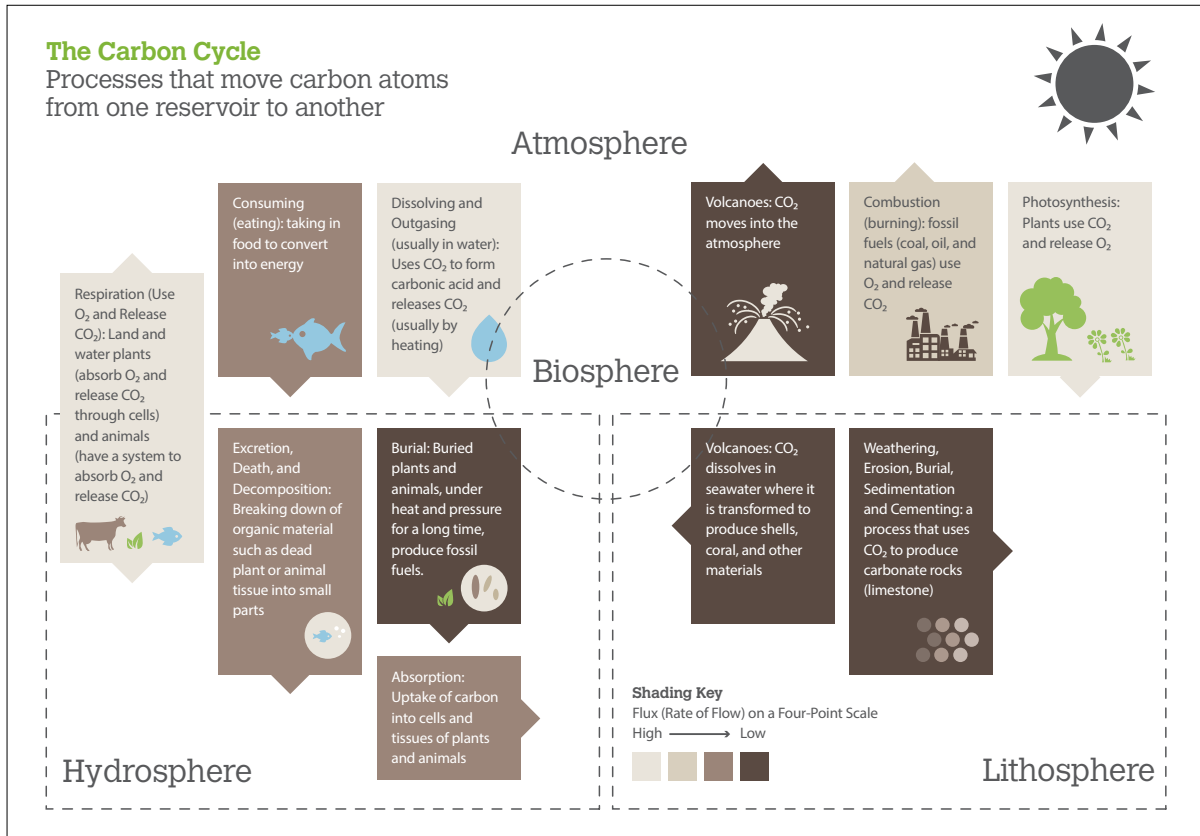 The Carbon Cycle
Processes that move carbon atoms
from one reservoir to another
Atmosphere
Consuming
(eating): taking in
food to convert
into energy
Dissolving and
Outgasing
(usually in water):
Uses CO₂ to form
carbonic acid and
releases CO₂
(usually by
heating)
Volcanoes: CO₂
moves into the
atmosphere
Combustion
(burning): fossil
fuels (coal, oil, and
natural gas) use
O₂ and release
CO₂
Photosynthesis:
Plants use CO₂
and release O₂
Respiration (Use
O₂ and Release
CO₂): Land and
water plants
(absorb O₂ and
release CO₂
through cells)
and animals
(have a system to
absorb O₂ and
release CO₂)
Biosphere
Excretion,
Death, and
Decomposition:
Breaking down of
organic material
such as dead
plant or animal
tissue into small
parts
Burial: Buried
plants and
animals, under
heat and pressure
for a long time,
produce fossil
fuels.
Volcanoes: CO₂
dissolves in
seawater where it
is transformed to
produce shells,
coral, and other
materials
Weathering,
Erosion, Burial,
Sedimentation
and Cementing: a
process that uses
CO₂ to produce
carbonate rocks
(limestone)
Absorption:
Uptake of carbon
into cells and
tissues of plants
and animals
Shading Key
Flux (Rate of Flow) on a Four-Point Scale
High Low
Hydrosphere
Lithosphere